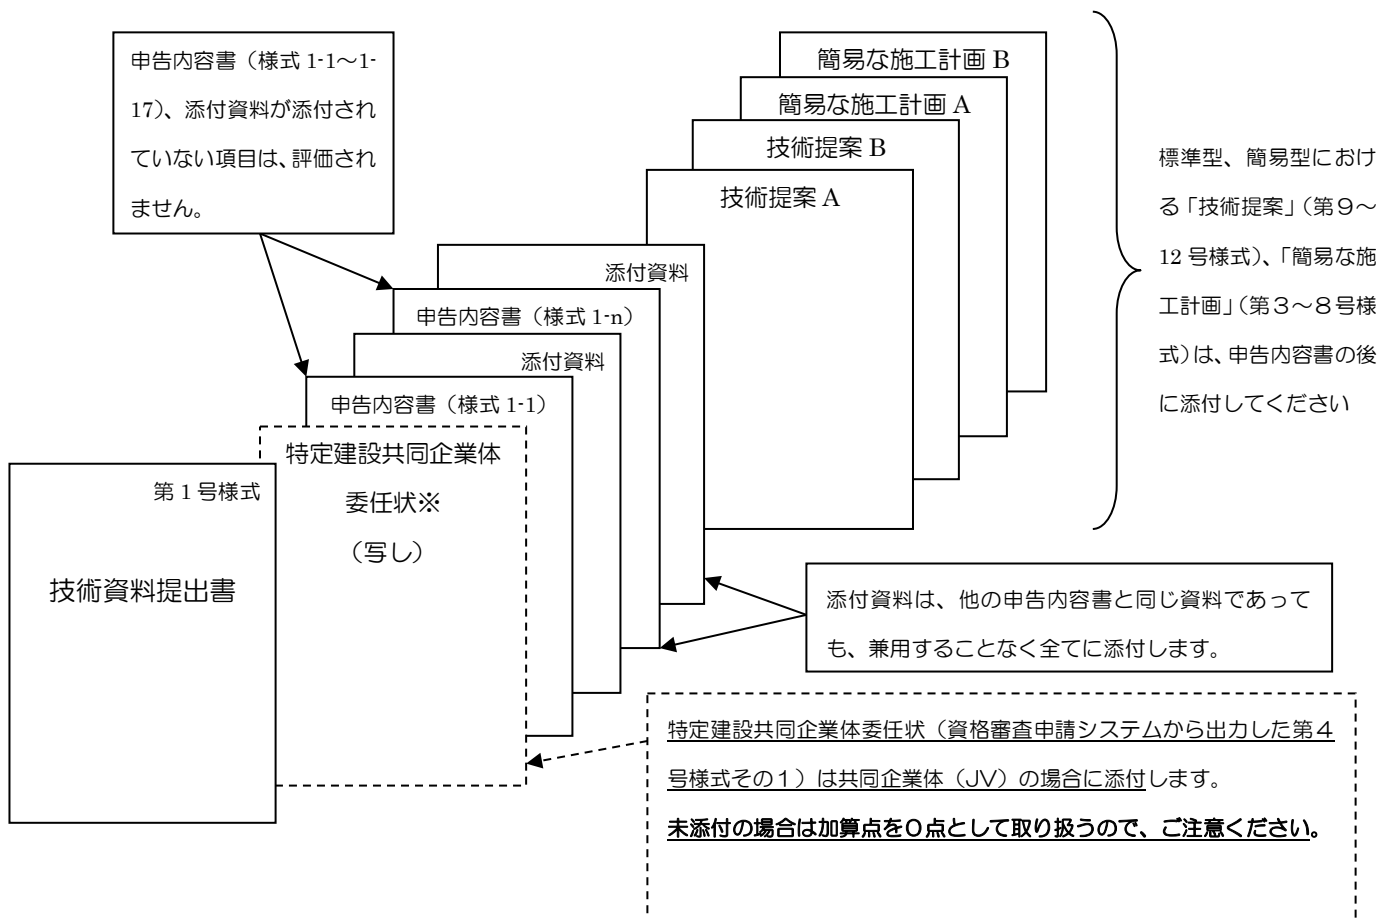 申告内容書（様式 1-1～1-
17）、添付資料が添付され
ていない項目は、評価され
ません。
簡易な施工計画 B
簡易な施工計画 A
技術提案 B
技術提案 A
標準型、簡易型におけ
る「技術提案」（第９～
12 号様式）、「簡易な施
工計画」（第３～８号様
式）は、申告内容書の後
に添付してください
添付資料
申告内容書（様式 1-n）
添付資料
申告内容書（様式 1-1）
特定建設共同企業体
委任状※
（写し）
第 1 号様式
技術資料提出書
添付資料は、他の申告内容書と同じ資料であって
も、兼用することなく全てに添付します。
特定建設共同企業体委任状（資格審査申請システムから出力した第４
号様式その１）は共同企業体（JV）の場合に添付します。
未添付の場合は加算点を０点として取り扱うので、ご注意ください。